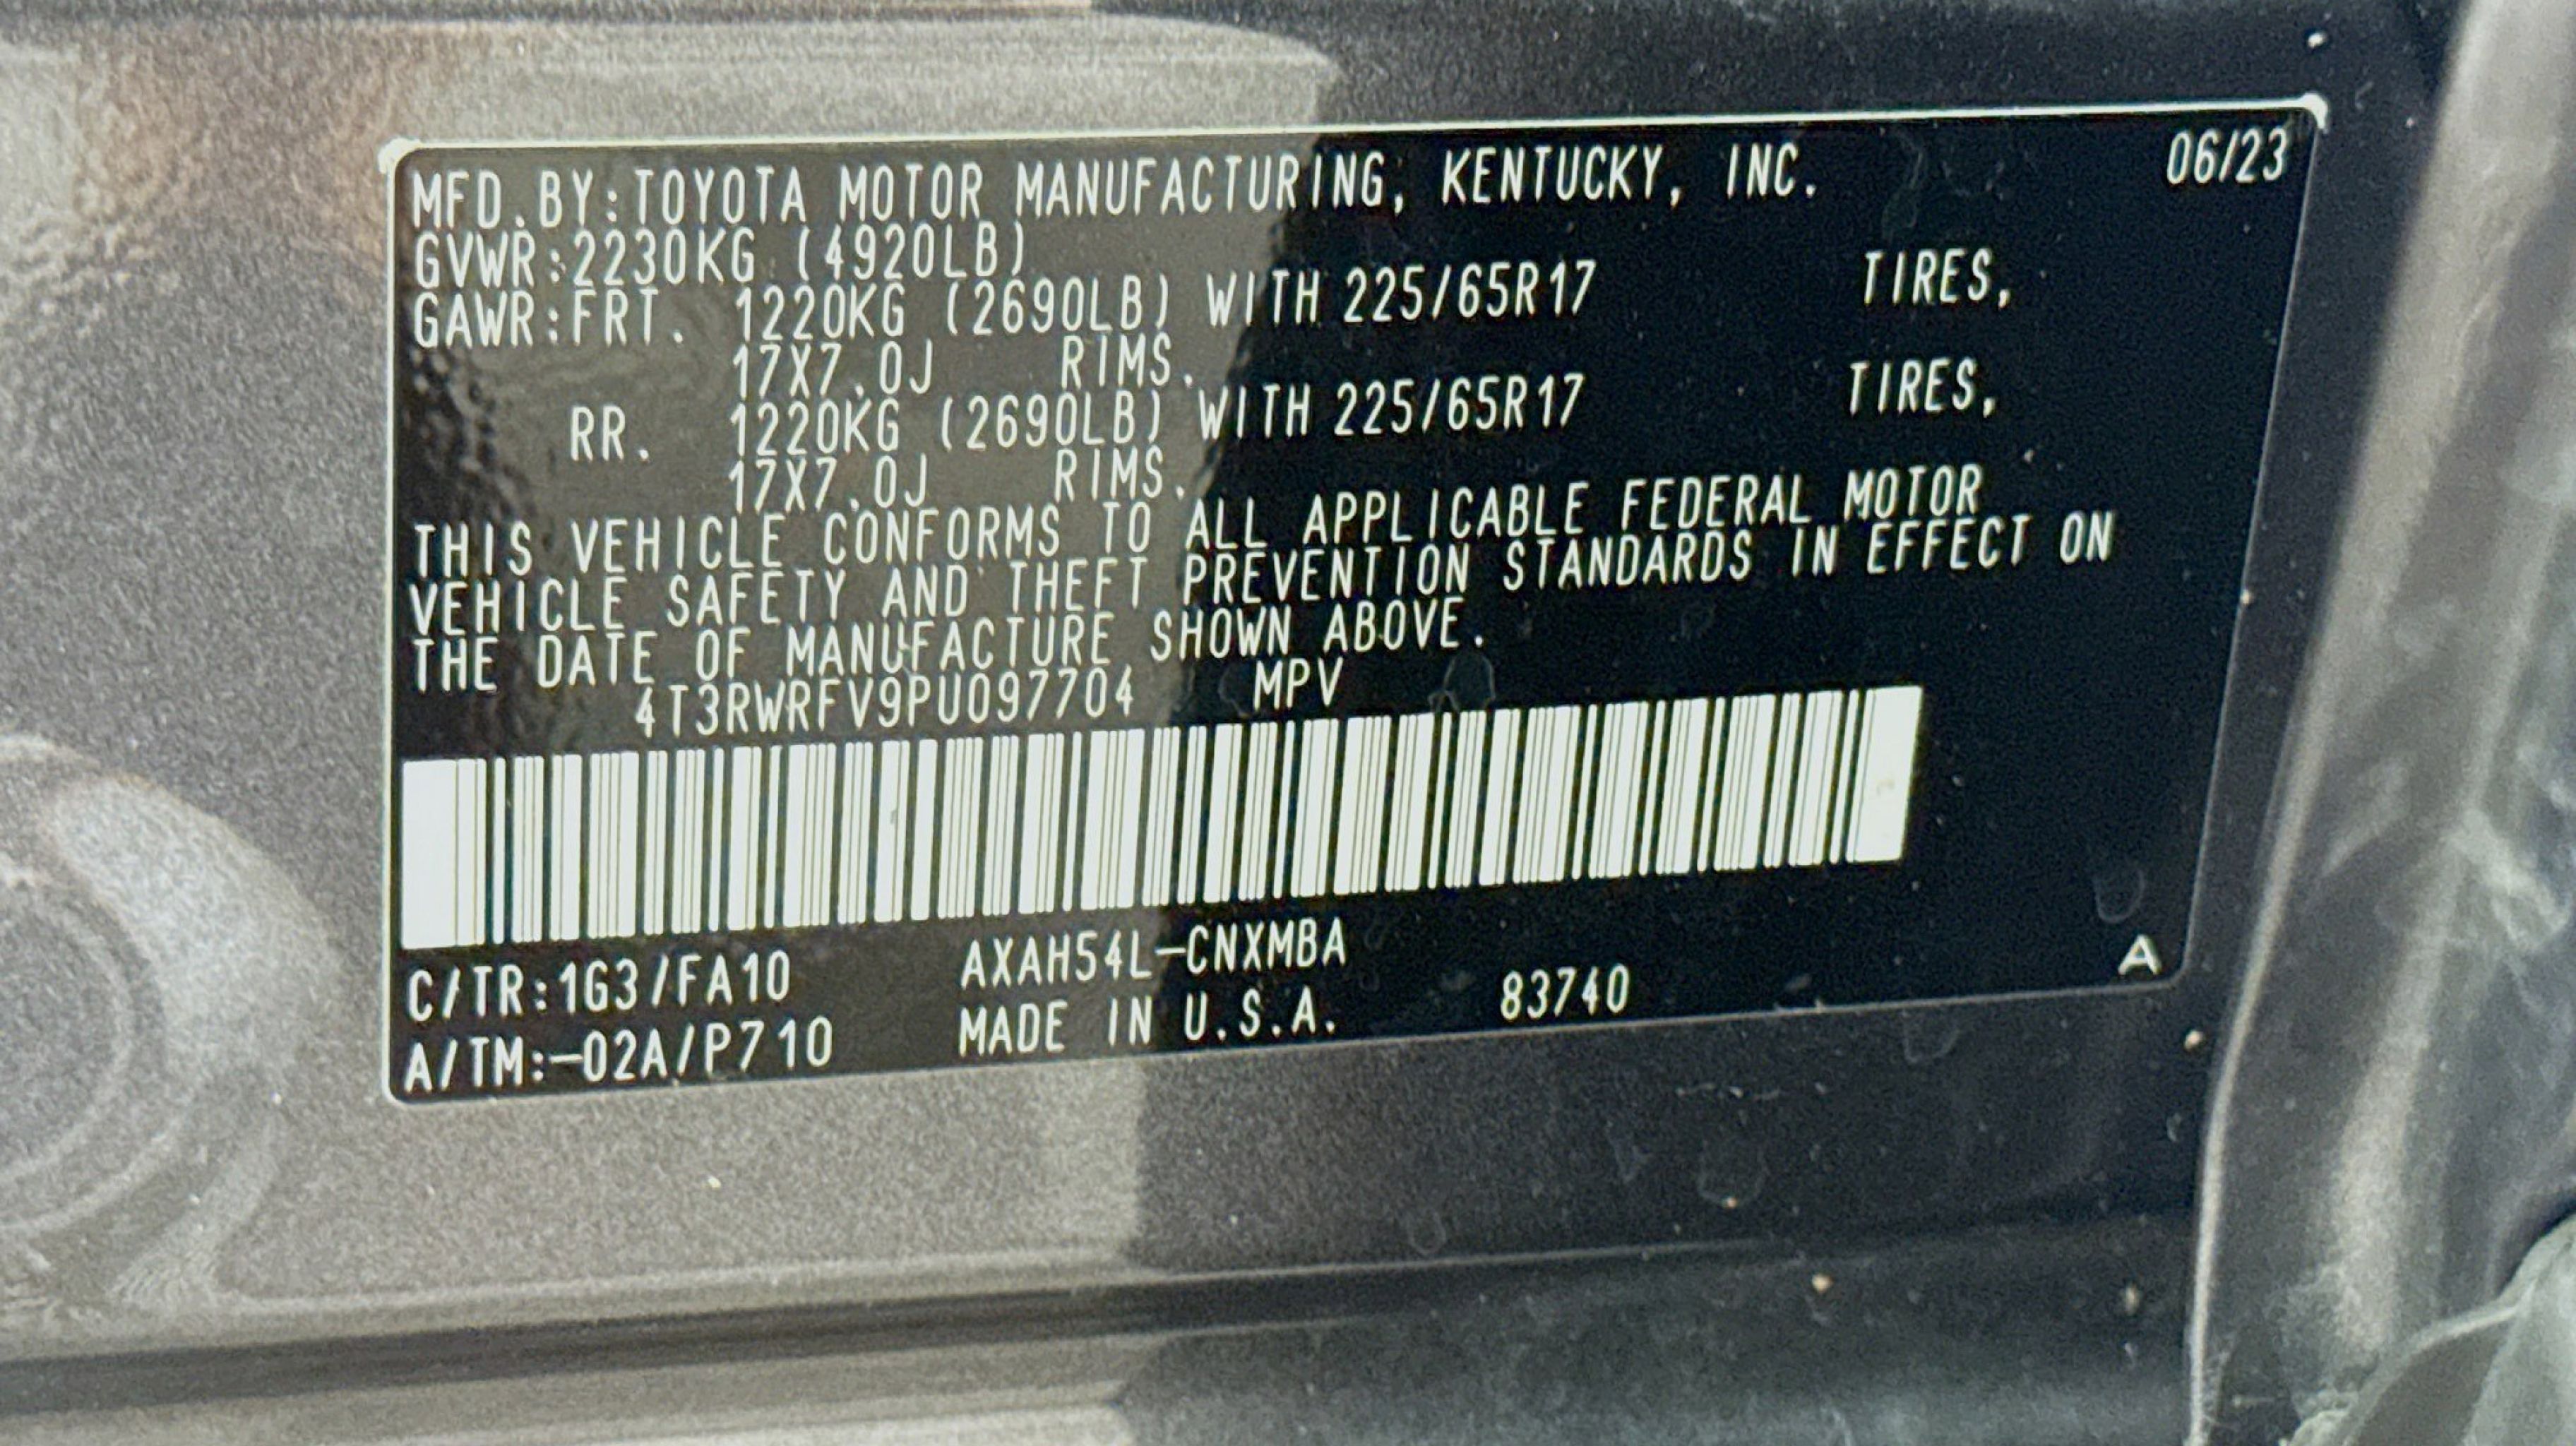 MFD.BY:TOYOTA MOTOR MANUFACTURING, KENTUCKY, INC. 06/23
GVWR:2230KG (4920LB)
GAWR:FRT. 1220KG (2690LB) WITH 225/65R17 TIRES,
17X7.0J RIMS.
RR. 1220KG (2690LB) WITH 225/65R17 TIRES,
17X7.0J RIMS.
THIS VEHICLE CONFORMS TO ALL APPLICABLE FEDERAL MOTOR
VEHICLE SAFETY AND THEFT PREVENTION STANDARDS IN EFFECT ON
THE DATE OF MANUFACTURE SHOWN ABOVE.
4T3RWRFV9PU097704 MPV
C/TR:1G3/FA10 AXAH54L-CNXMBA A
A/TM:-02A/P710 MADE IN U.S.A. 83740